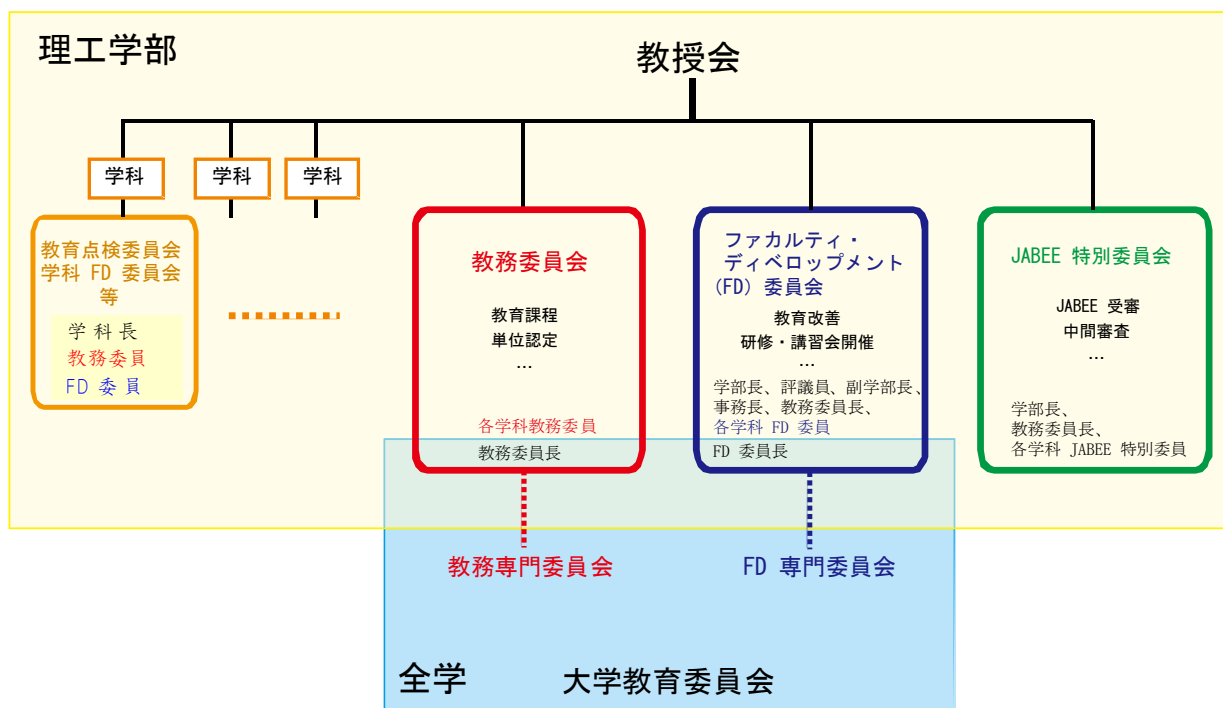 理工学部
教授会
学科
学科
学科
教育点検委員会
学科 FD 委員会
等
学科長
教務委員
FD 委員
教務委員会
教育課程
単位認定
…
各学科教務委員
教務委員長
ファカルティ・
ディベロップメント
(FD) 委員会
教育改善
研修・講習会開催
…
学部長、評議員、副学部長、
事務長、教務委員長、
各学科 FD 委員
FD 委員長
JABEE 特別委員会
JABEE 受審
中間審査
…
学部長、
教務委員長、
各学科 JABEE 特別委員
教務専門委員会
FD 専門委員会
全学
大学教育委員会